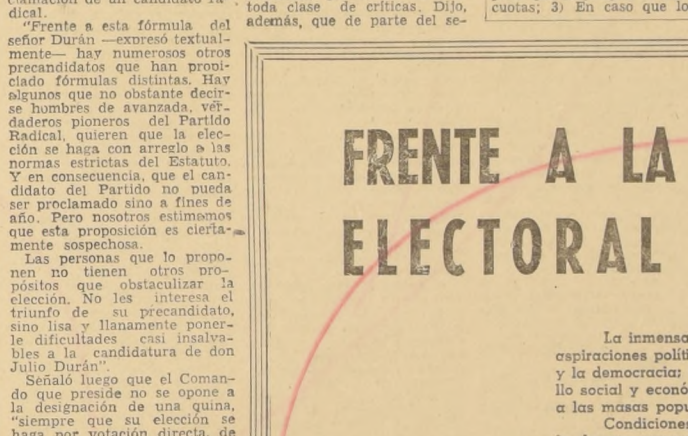 dical.
"Frente a esta fórmula del
señor Durán —expresó textual-
mente— hay numerosos otros
precandidatos que han propi-
ciado fórmulas distintas. Hay
algunos que no obstante decir-
se hombres de avanzada, ver-
daderos pioneros del Partido
Radical, quieren que la elec-
ción se haga con arreglo a las
normas estrictas del Estatuto.
Y en consecuencia, que el can-
didato del Partido no pueda
ser proclamado sino a fines de
año. Pero nosotros estimamos
que esta proposición es cierta-
mente sospechosa.
Las personas que lo propo-
nen no tienen otros pro-
pósitos que obstaculizar la
elección. No les interesa el
triunfo de su precandidato,
sino lisa y llanamente poner-
le dificultades casi insalva-
bles a la candidatura de don
Julio Durán".
Señaló luego que el Coman-
do que preside no se opone a
la designación de una quina,
"siempre que su elección se
haga por votación directa, de
toda clase de críticas. Dijo,
además, que de parte del se-
cuotas; 3) En caso que lo
FRENTE A LA
ELECTORAL
La inmensa
aspiraciones políti
y la democracia;
llo social y econó
a las masas popu
Condiciones